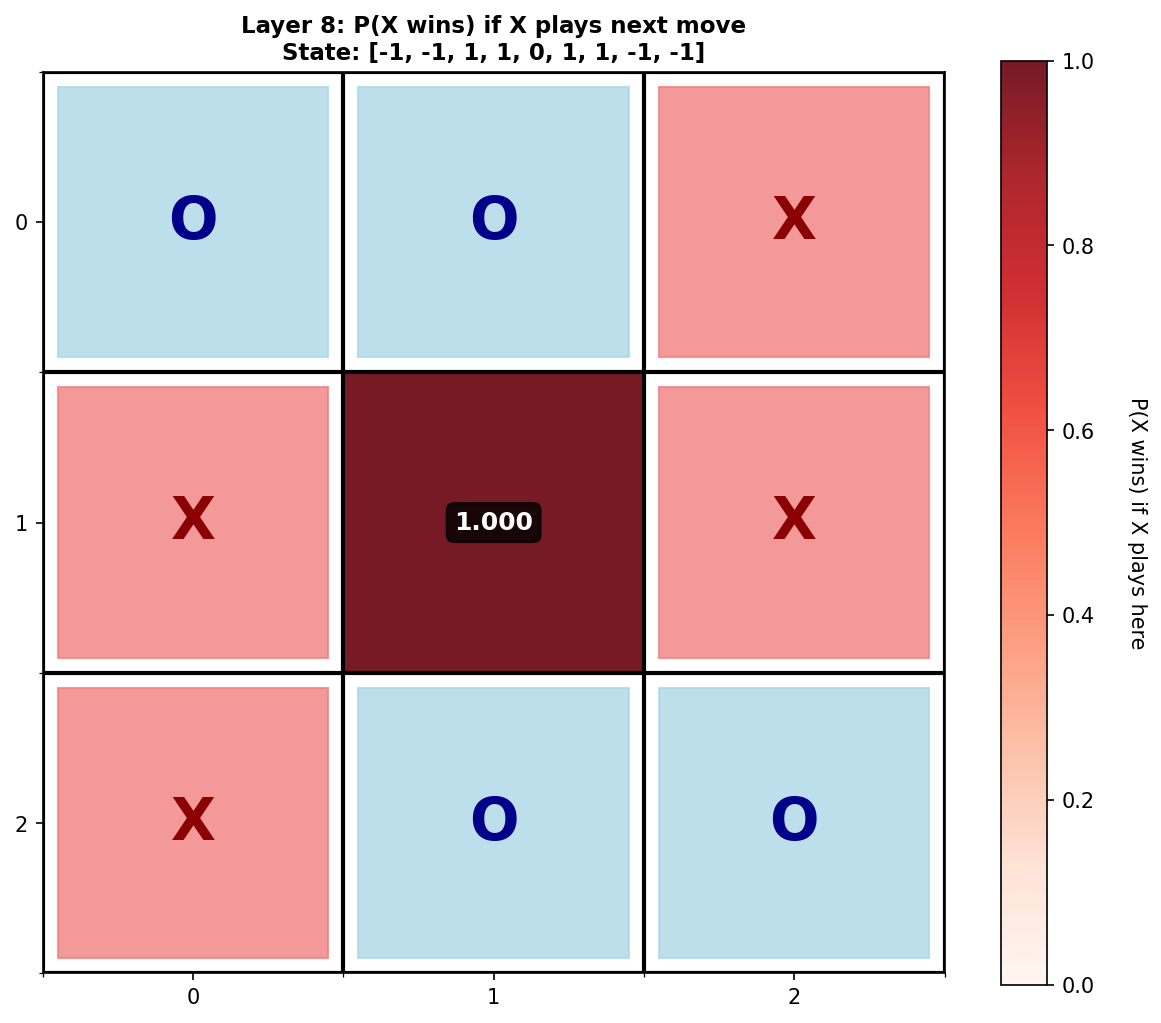 Layer 8: P(X wins) if X plays next move
State: [-1, -1, 1, 1, 0, 1, 1, -1, -1]
0
O
O
X
1
X
1.000
X
2
X
O
O
0
1
2
1.0
0.8
0.6
0.4
0.2
0.0
P(X wins) if X plays here